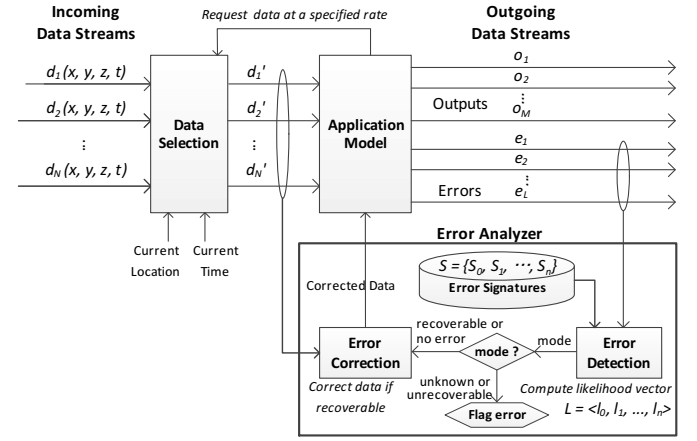 Incoming
Data Streams
Request data at a specified rate
Outgoing
Data Streams
d1(x, y, z, t)
d2(x, y, z, t)
⋮
dN(x, y, z, t)
Data
Selection
d1'
d2'
⋮
dN'
Application
Model
o1
o2
⋮
oM
Outputs
e1
e2
⋮
eL
Errors
Current
Location
Current
Time
Error Analyzer
S = {S0, S1, ⋯, Sn}
Error Signatures
Corrected Data
Error
Correction
recoverable or
no error
mode ?
mode
Error
Detection
Correct data if
recoverable
unknown or
unrecoverable
Flag error
Compute likelihood vector
L = <l0, l1, ..., ln>